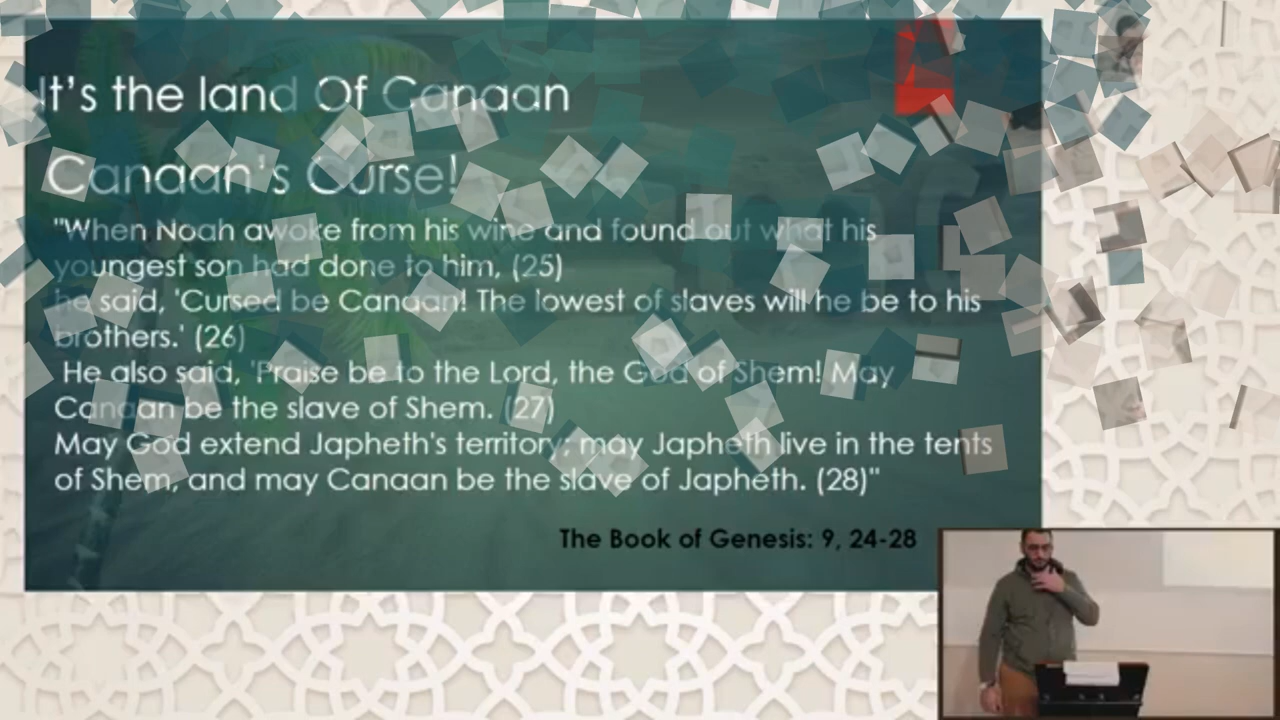 It's the land Of Canaan
Canaan's Curse!
"When Noah awoke from his wine and found out what his
youngest son had done to him, (25)
he said, 'Cursed be Canaan! The lowest of slaves will he be to his
brothers.' (26)
He also said, 'Praise be to the Lord, the God of Shem! May
Canaan be the slave of Shem. (27)
May God extend Japheth's territory; may Japheth live in the tents
of Shem, and may Canaan be the slave of Japheth. (28)"
The Book of Genesis: 9, 24-28